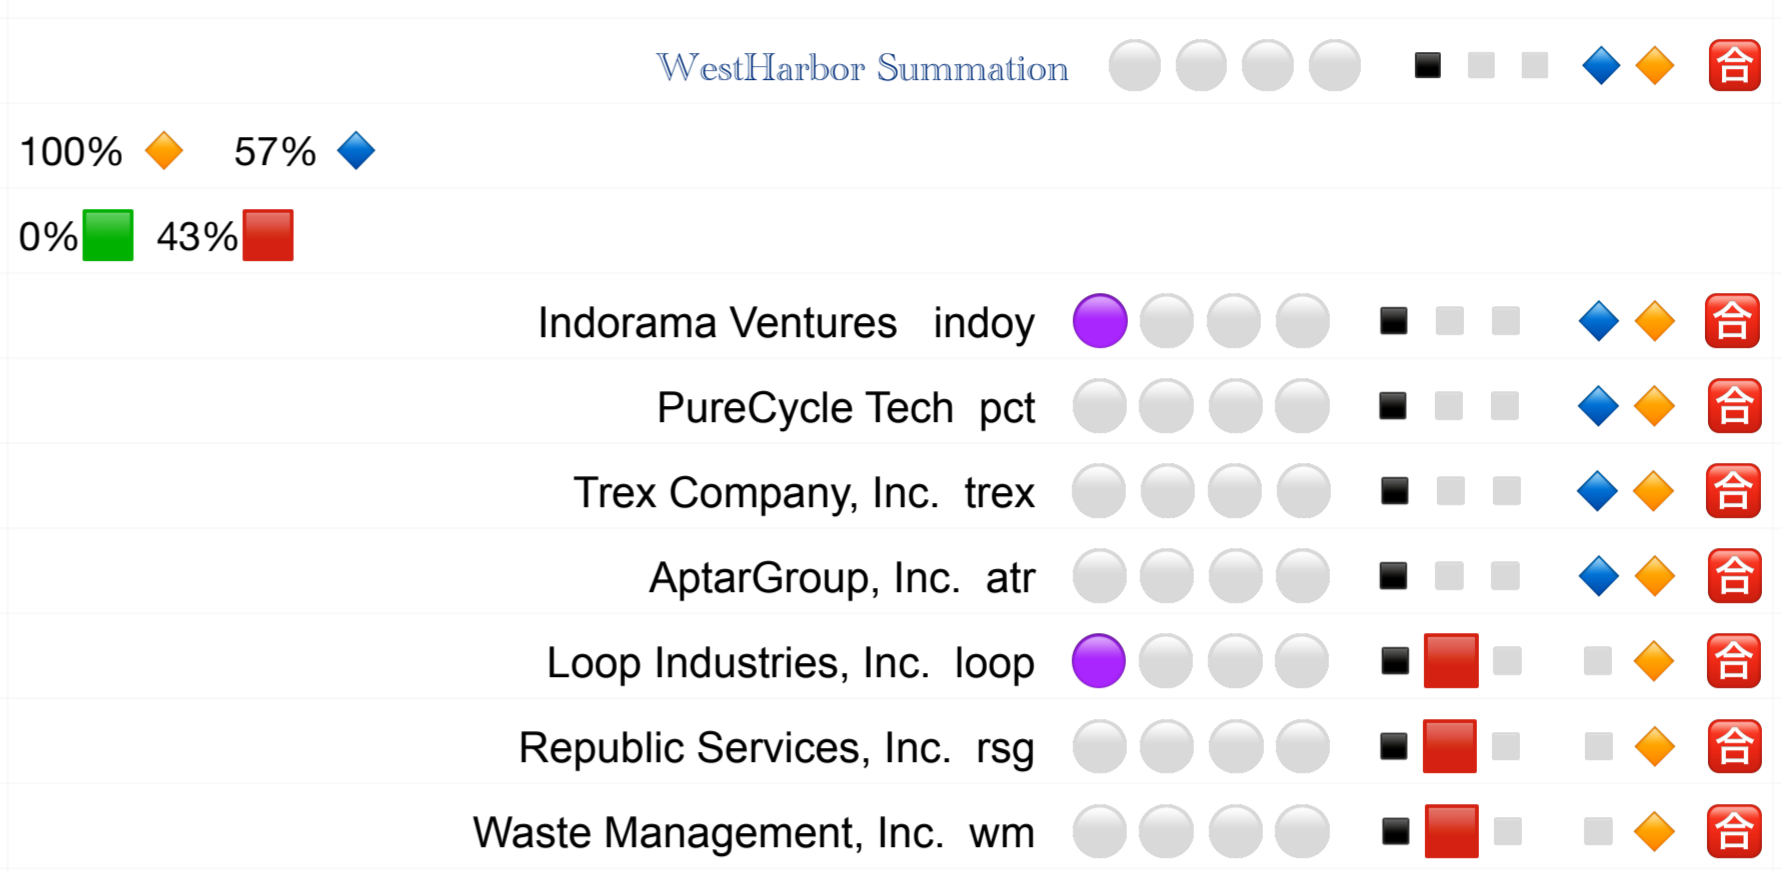 WestHarbor Summation 合
100% 57%
0% 43%
Indorama Ventures indoy 合
PureCycle Tech pct 合
Trex Company, Inc. trex 合
AptarGroup, Inc. atr 合
Loop Industries, Inc. loop 合
Republic Services, Inc. rsg 合
Waste Management, Inc. wm 合